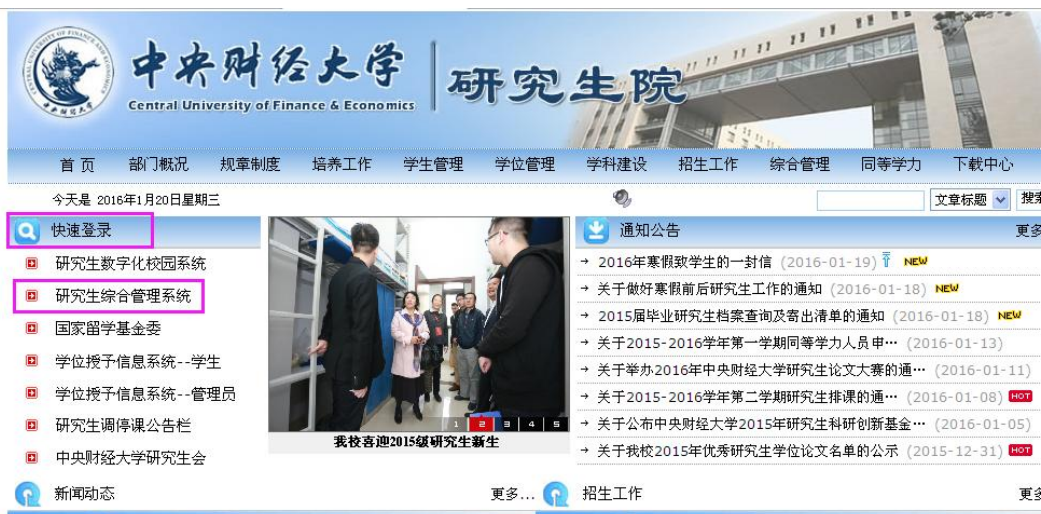 中央财经大学
Central University of Finance & Economics
研究生院
首 页 部门概况 规章制度 培养工作 学生管理 学位管理 学科建设 招生工作 综合管理 同等学力 下载中心
今天是 2016年1月20日星期三
文章标题
快速登录
研究生数字化校园系统
研究生综合管理系统
国家留学基金委
学位授予信息系统--学生
学位授予信息系统--管理员
研究生调停课公告栏
中央财经大学研究生会
1 2 3 4 5
我校喜迎2015级研究生新生
通知公告
2016年寒假致学生的一封信 (2016-01-19) NEW
关于做好寒假前后研究生工作的通知 (2016-01-18) NEW
2015届毕业研究生档案查询及寄出清单的通知 (2016-01-18) NEW
关于2015-2016学年第一学期同等学力人员申… (2016-01-13)
关于举办2016年中央财经大学研究生论文大赛的通… (2016-01-11)
关于2015-2016学年第二学期研究生排课的通… (2016-01-08) HOT
关于公布中央财经大学2015年研究生科研创新基金… (2016-01-05)
关于我校2015年优秀研究生学位论文名单的公示 (2015-12-31) HOT
新闻动态
更多...
招生工作